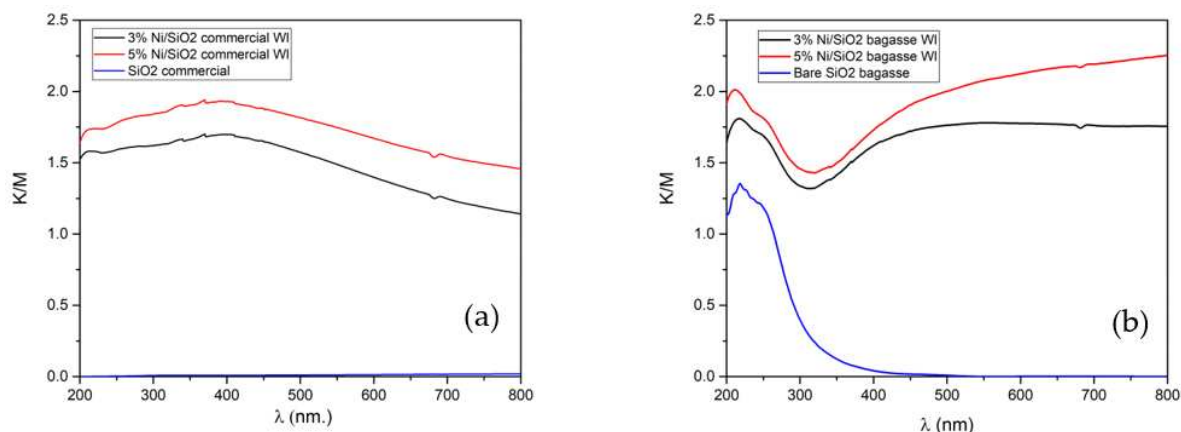 2.5
2.0
1.5
1.0
0.5
0.0
K/M
3% Ni/SiO2 commercial WI
5% Ni/SiO2 commercial WI
SiO2 commercial
(a)
200 300 400 500 600 700 800
λ (nm.)
2.5
2.0
1.5
1.0
0.5
0.0
K/M
3% Ni/SiO2 bagasse WI
5% Ni/SiO2 bagasse WI
Bare SiO2 bagasse
(b)
200 300 400 500 600 700 800
λ (nm)